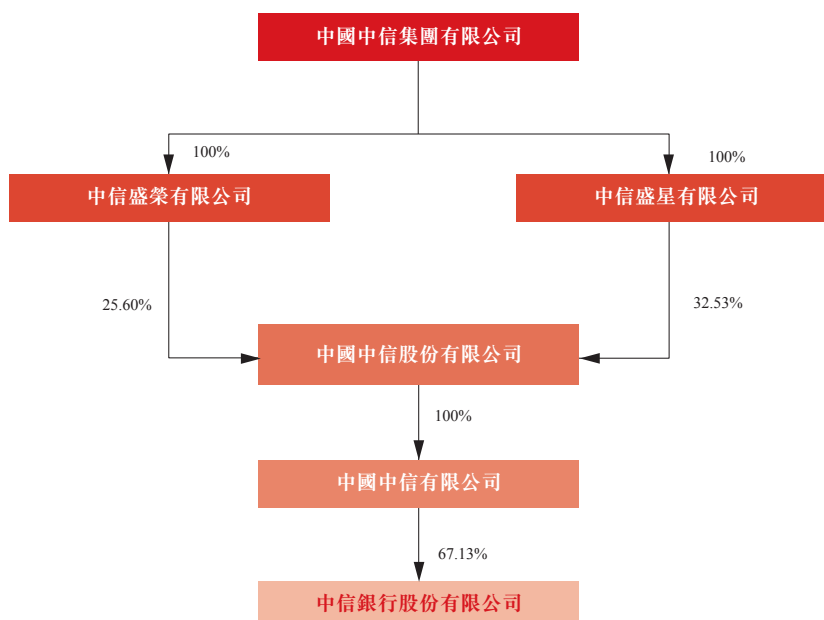 中國中信集團有限公司
100%
100%
中信盛榮有限公司
中信盛星有限公司
25.60%
32.53%
中國中信股份有限公司
100%
中國中信有限公司
67.13%
中信銀行股份有限公司